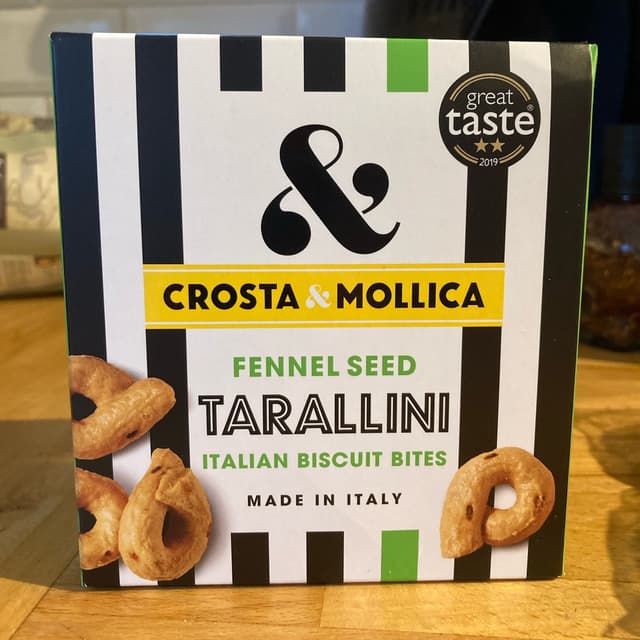 great
taste®
2019
&
CROSTA & MOLLICA
FENNEL SEED
TARALLINI
ITALIAN BISCUIT BITES
MADE IN ITALY